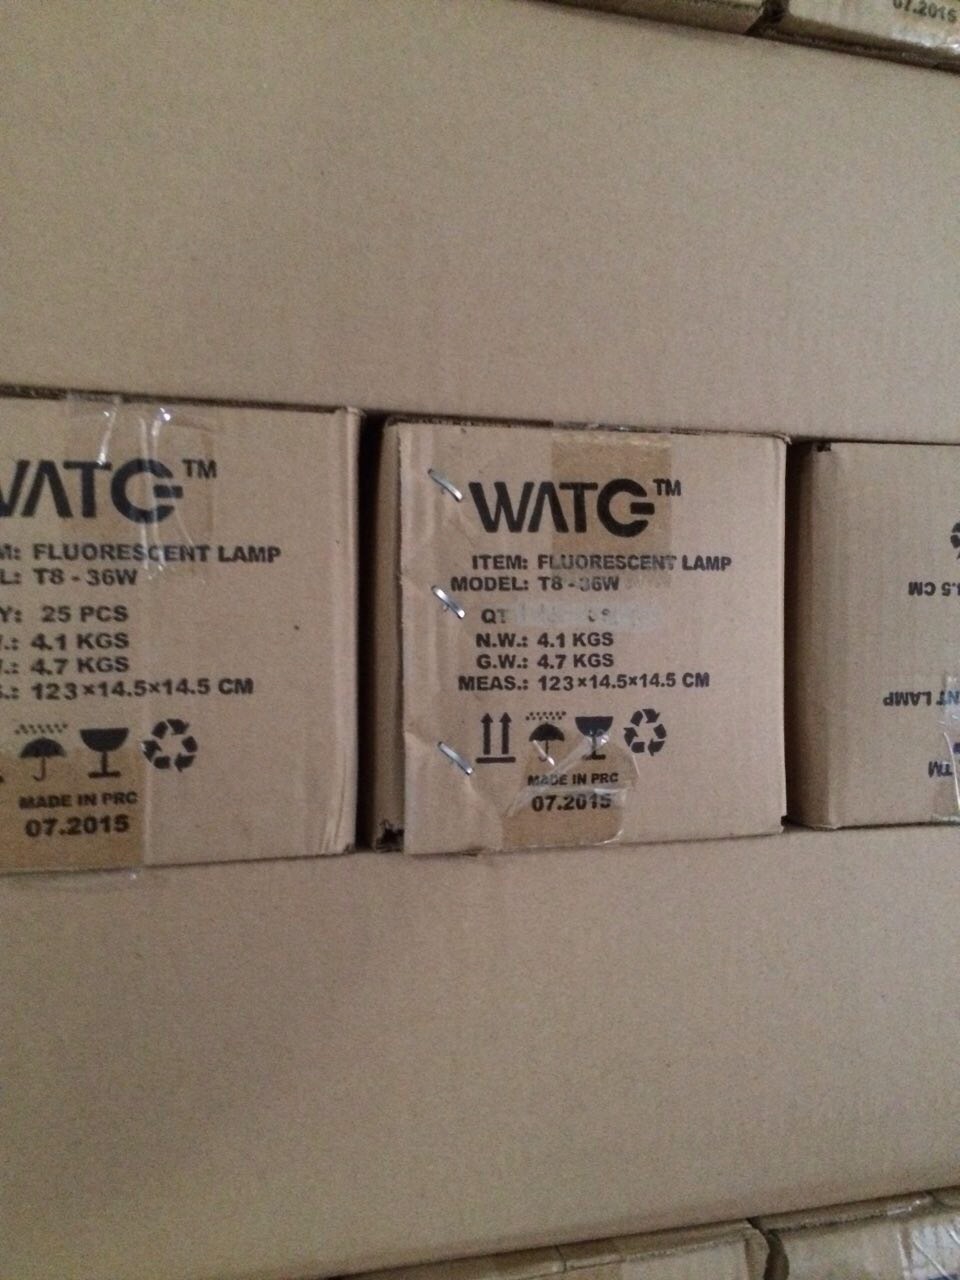 07.2015
WATG™
M: FLUORESCENT LAMP
L: T8 - 36W
Y: 25 PCS
.: 4.1 KGS
.: 4.7 KGS
S.: 123×14.5×14.5 CM
MADE IN PRC
07.2015
WATG™
ITEM: FLUORESCENT LAMP
MODEL: T8 - 36W
QT
N.W.: 4.1 KGS
G.W.: 4.7 KGS
MEAS.: 123×14.5×14.5 CM
MADE IN PRC
07.2015
TM
NT LAMP
.5 CM